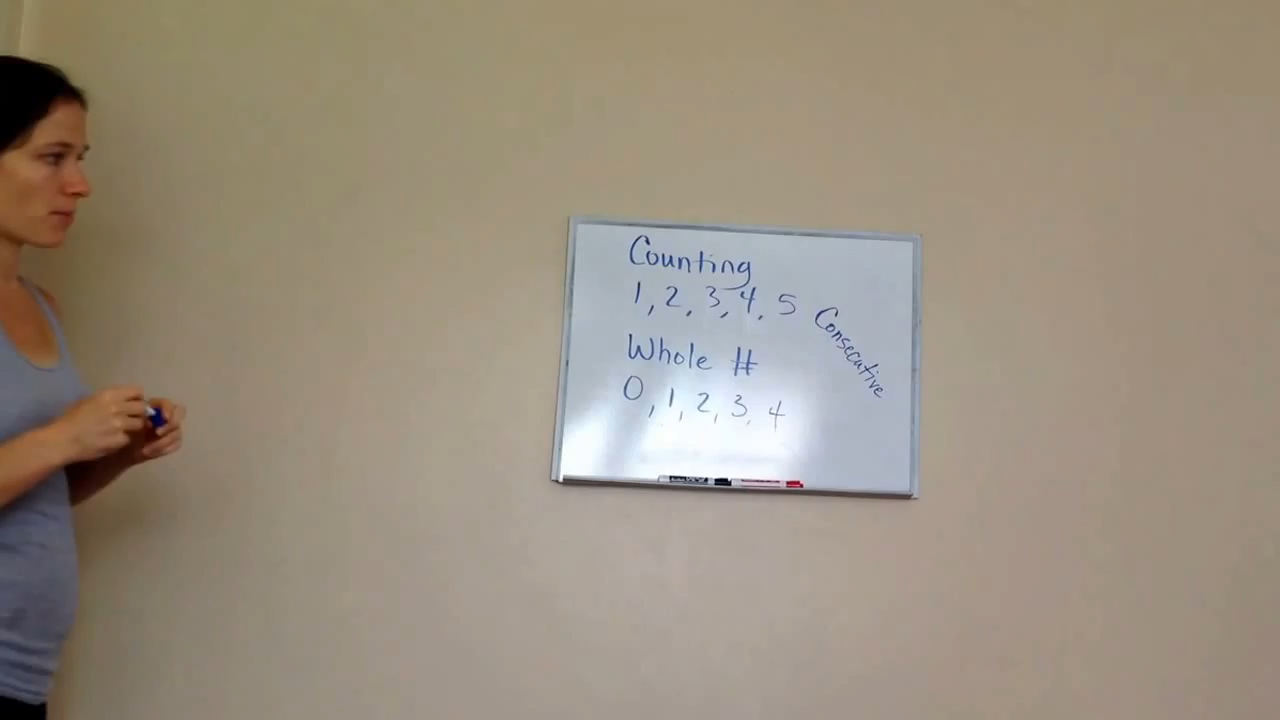 Counting
1, 2, 3, 4, 5
Consecutive
Whole #
0, 1, 2, 3, 4